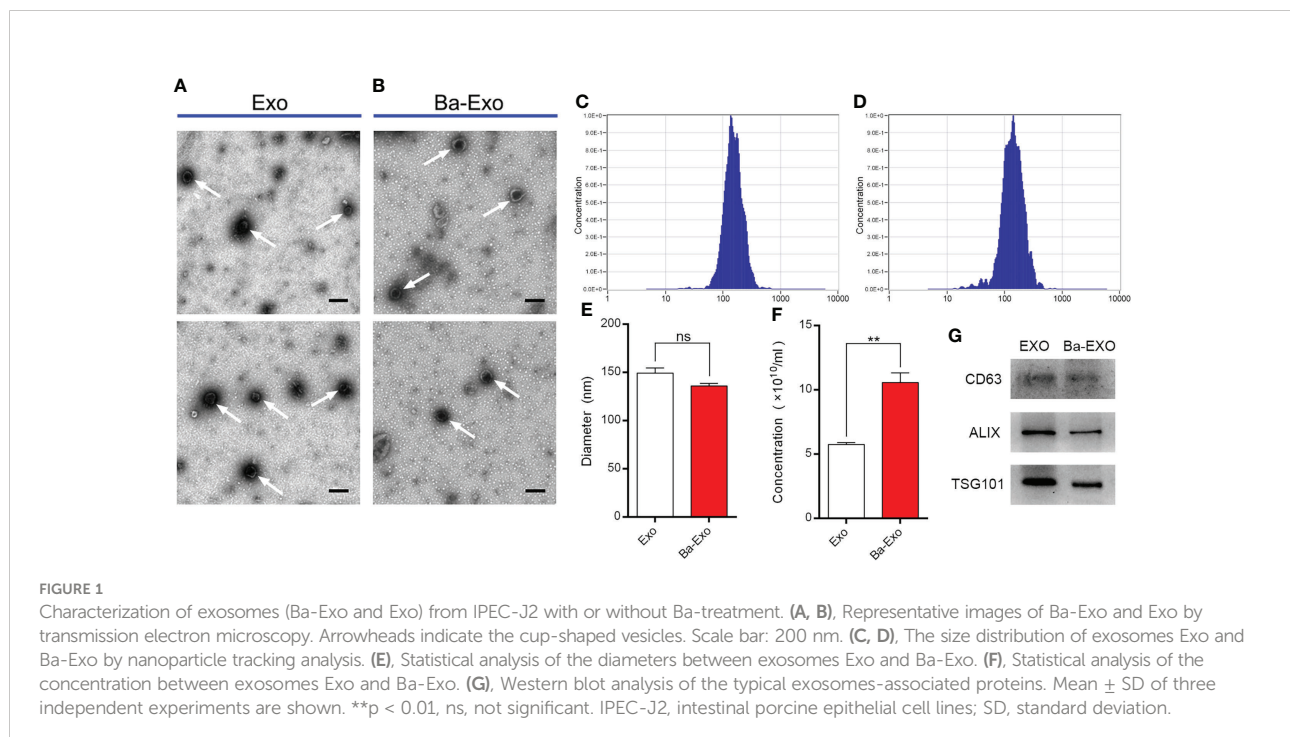 A
Exo
B
Ba-Exo
C
Concentration
1.0E+0
9.0E-1
8.0E-1
7.0E-1
6.0E-1
5.0E-1
4.0E-1
3.0E-1
2.0E-1
1.0E-1
0.0E+0
1 10 100 1000 10000
D
Concentration
1.0E+0
9.0E-1
8.0E-1
7.0E-1
6.0E-1
5.0E-1
4.0E-1
3.0E-1
2.0E-1
1.0E-1
0.0E+0
1 10 100 1000 10000
E
Diameter (nm)
200
150
100
50
0
ns
Exo
Ba-Exo
F
Concentration (×10¹⁰/ml)
15
10
5
0
**
Exo
Ba-Exo
G
EXO Ba-EXO
CD63
ALIX
TSG101
FIGURE 1
Characterization of exosomes (Ba-Exo and Exo) from IPEC-J2 with or without Ba-treatment. (A, B), Representative images of Ba-Exo and Exo by
transmission electron microscopy. Arrowheads indicate the cup-shaped vesicles. Scale bar: 200 nm. (C, D), The size distribution of exosomes Exo and
Ba-Exo by nanoparticle tracking analysis. (E), Statistical analysis of the diameters between exosomes Exo and Ba-Exo. (F), Statistical analysis of the
concentration between exosomes Exo and Ba-Exo. (G), Western blot analysis of the typical exosomes-associated proteins. Mean ± SD of three
independent experiments are shown. **p < 0.01, ns, not significant. IPEC-J2, intestinal porcine epithelial cell lines; SD, standard deviation.